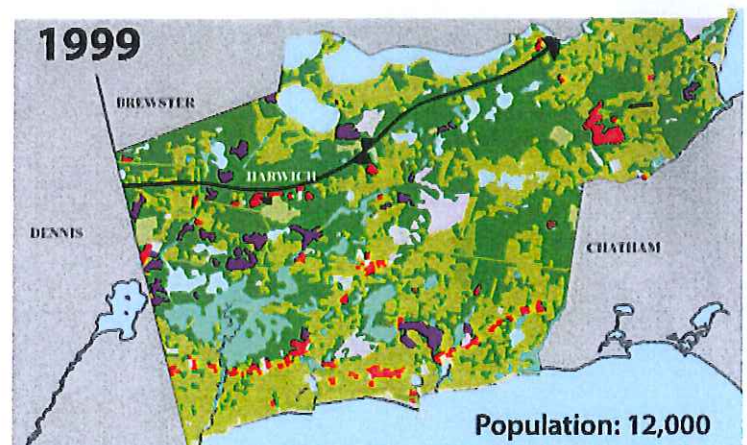 1999
BREWSTER
HARWICH
DENNIS
CHATHAM
Population: 12,000